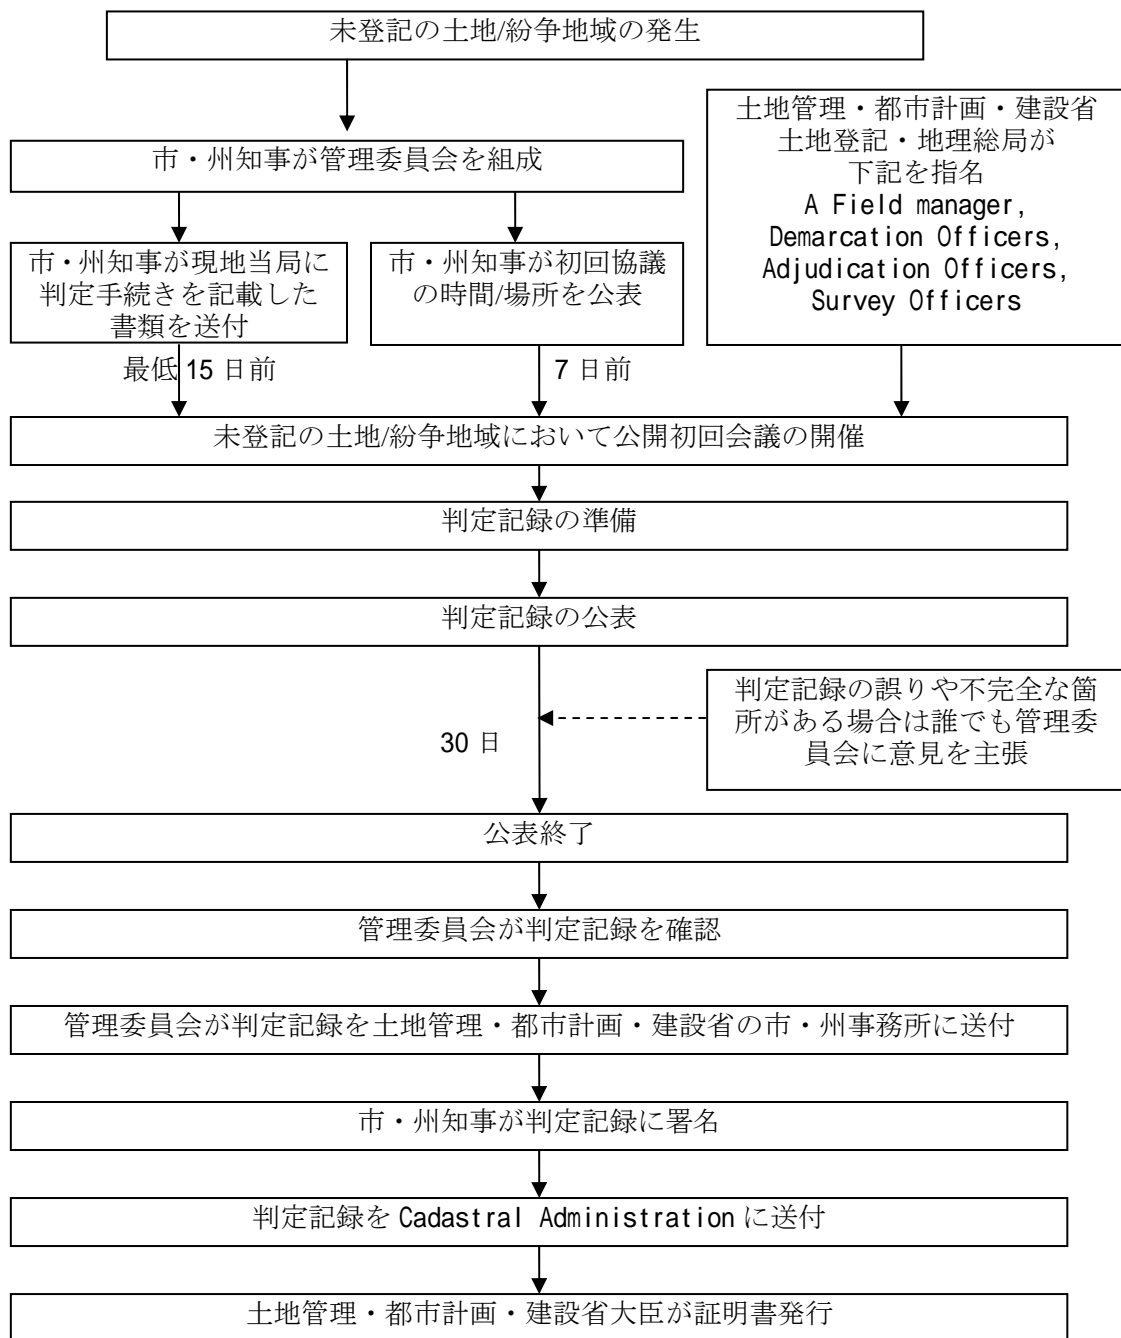 未登記の土地/紛争地域の発生
市・州知事が管理委員会を組成
土地管理・都市計画・建設省
土地登記・地理総局が
下記を指名
A Field manager,
Demarcation Officers,
Adjudication Officers,
Survey Officers
市・州知事が現地当局に
判定手続きを記載した
書類を送付
市・州知事が初回協議
の時間/場所を公表
最低 15 日前
7 日前
未登記の土地/紛争地域において公開初回会議の開催
判定記録の準備
判定記録の公表
判定記録の誤りや不完全な箇
所がある場合は誰でも管理委
員会に意見を主張
30 日
公表終了
管理委員会が判定記録を確認
管理委員会が判定記録を土地管理・都市計画・建設省の市・州事務所に送付
市・州知事が判定記録に署名
判定記録を Cadastral Administration に送付
土地管理・都市計画・建設省大臣が証明書発行